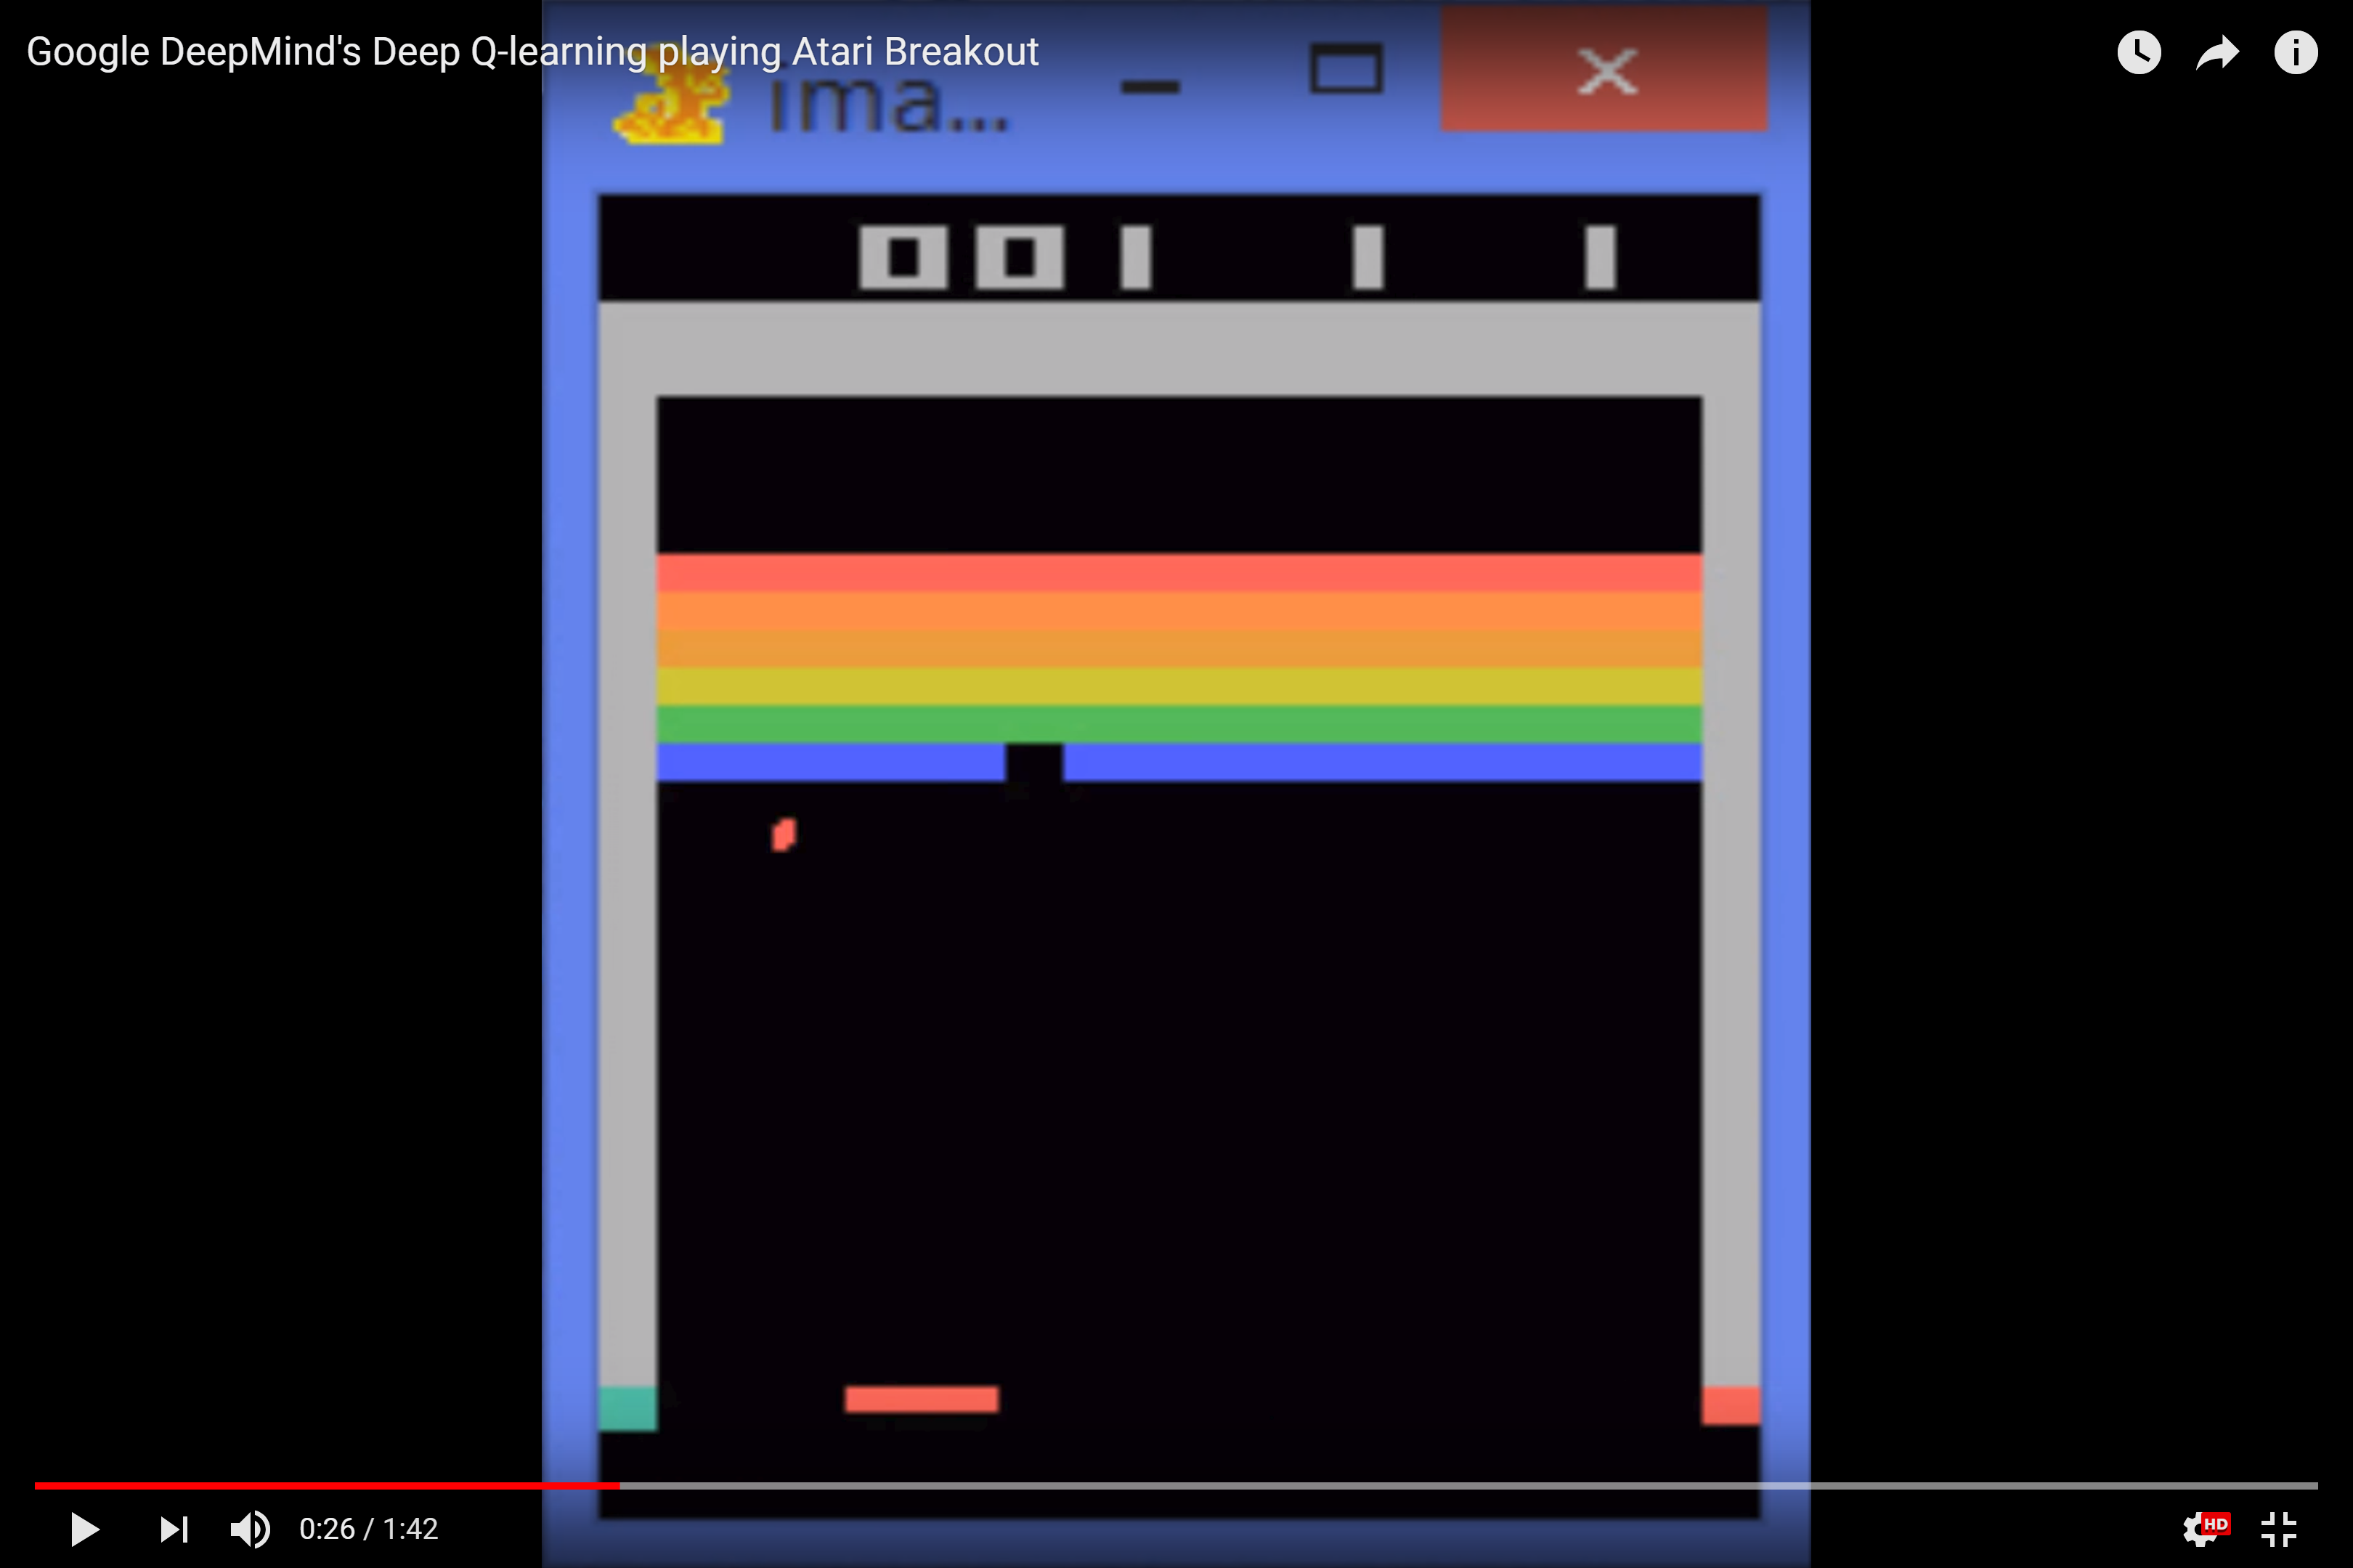 Google DeepMind's Deep Q-learning playing Atari Breakout
ima...
001 1 1
0:26 / 1:42
HD